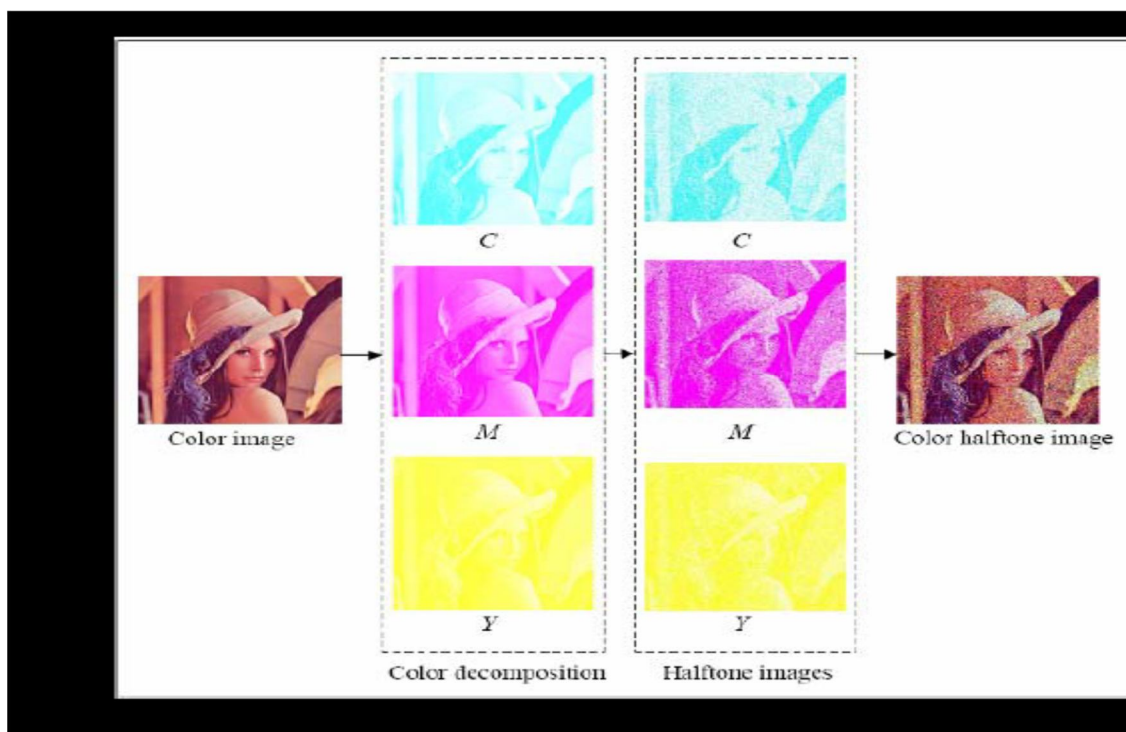 C
C
Color image
M
M
Color halftone image
Y
Y
Color decomposition
Halftone images